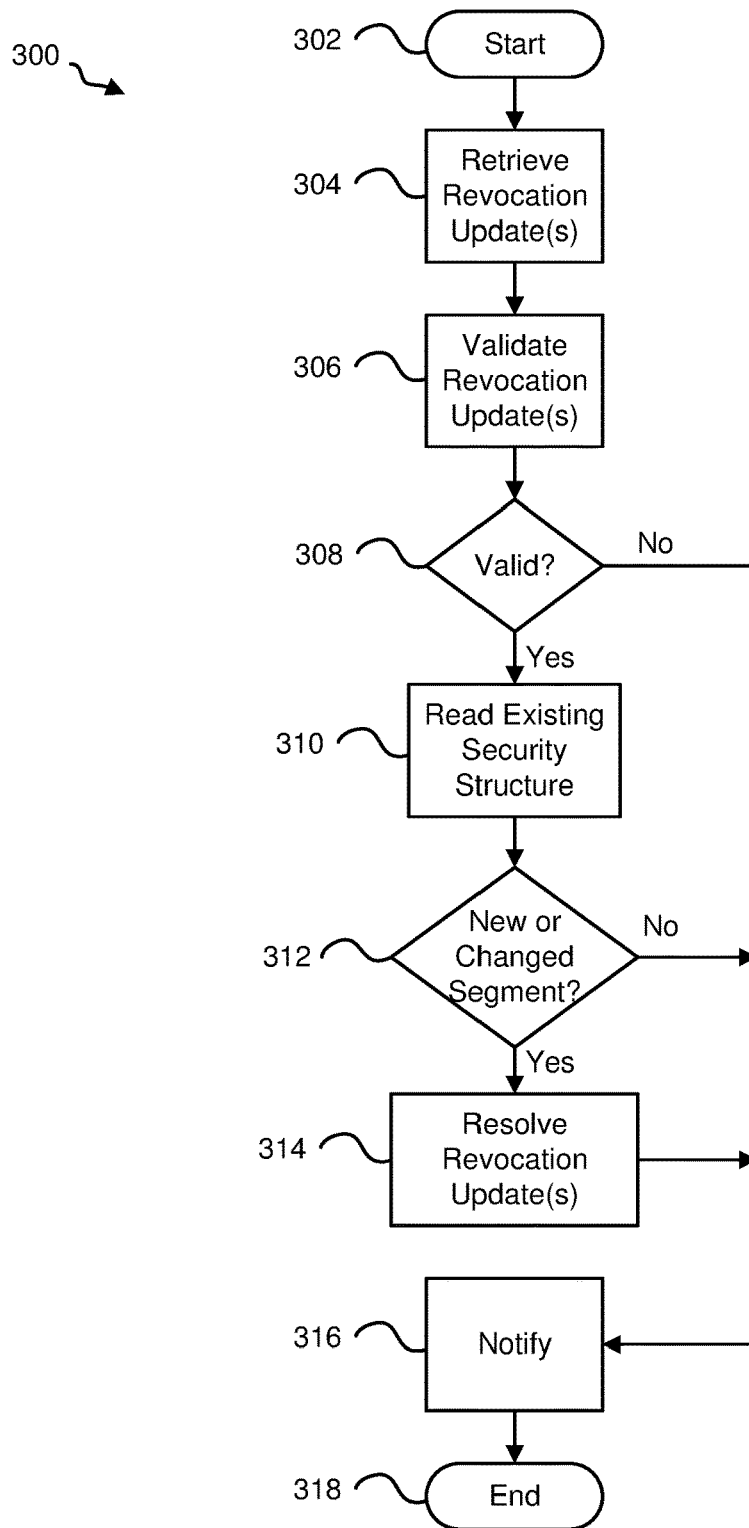 300
302
Start
304
Retrieve
Revocation
Update(s)
306
Validate
Revocation
Update(s)
308
Valid?
No
Yes
310
Read Existing
Security
Structure
312
New or
Changed
Segment?
No
Yes
314
Resolve
Revocation
Update(s)
316
Notify
318
End